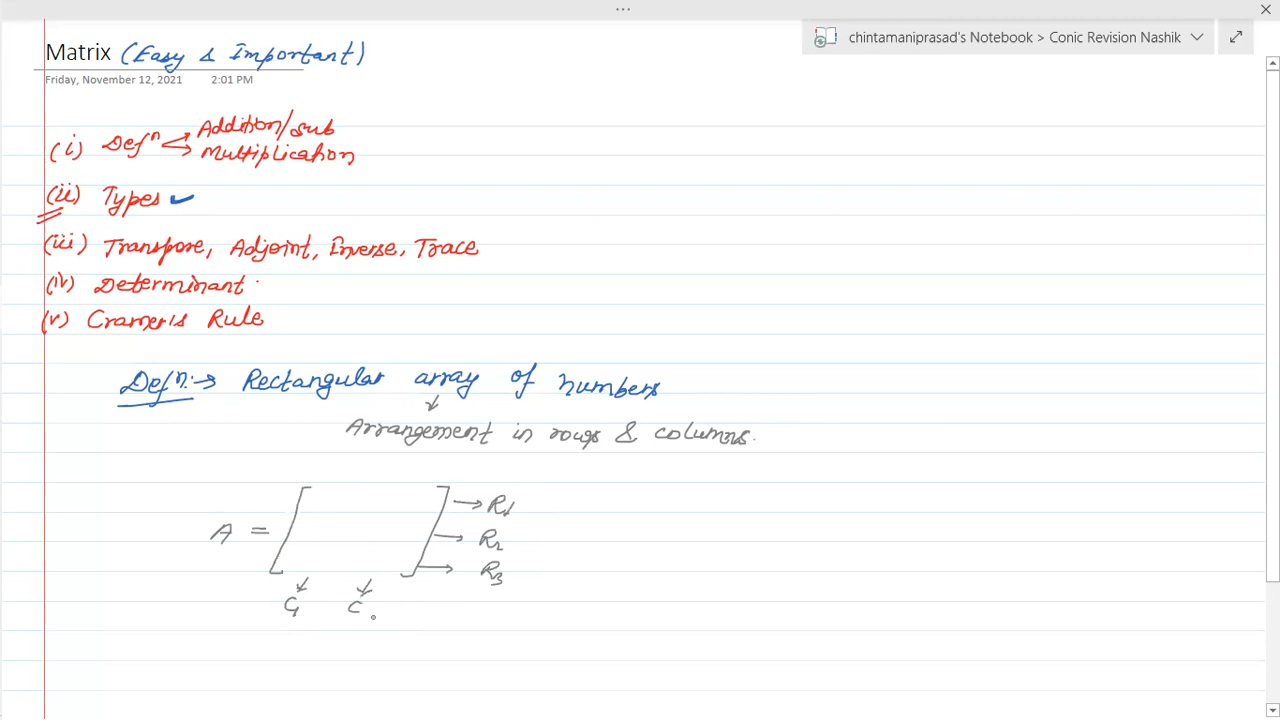 chintamaniprasad's Notebook > Conic Revision Nashik
Matrix (Easy & Important)
Friday, November 12, 2021 2:01 PM
(i) Defn Addition/Sub
Multiplication
(ii) Types ✓
(iii) Transpose, Adjoint, Inverse, Trace
(iv) Determinant
(v) Cramer's Rule
Defn:→ Rectangular array of numbers
↓
Arrangement in rows & columns.
A = [ ] → R1
→ R2
→ R3
↓ ↓
C1 C